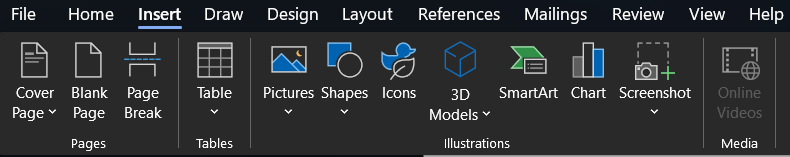 File Home Insert Draw Design Layout References Mailings Review View Help
Cover Page
Blank Page
Page Break
Table
Pictures
Shapes
Icons
3D Models
SmartArt
Chart
Screenshot
Online Videos
Pages Tables Illustrations Media